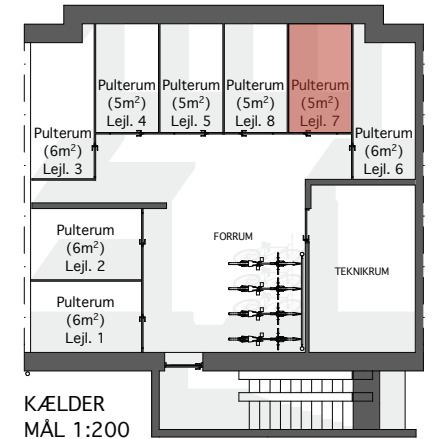 Pulterum
(5m²)
Lejl. 4
Pulterum
(5m²)
Lejl. 5
Pulterum
(5m²)
Lejl. 8
Pulterum
(5m²)
Lejl. 7
Pulterum
(6m²)
Lejl. 3
Pulterum
(6m²)
Lejl. 6
Pulterum
(6m²)
Lejl. 2
FORRUM
TEKNIKRUM
Pulterum
(6m²)
Lejl. 1
KÆLDER
MÅL 1:200